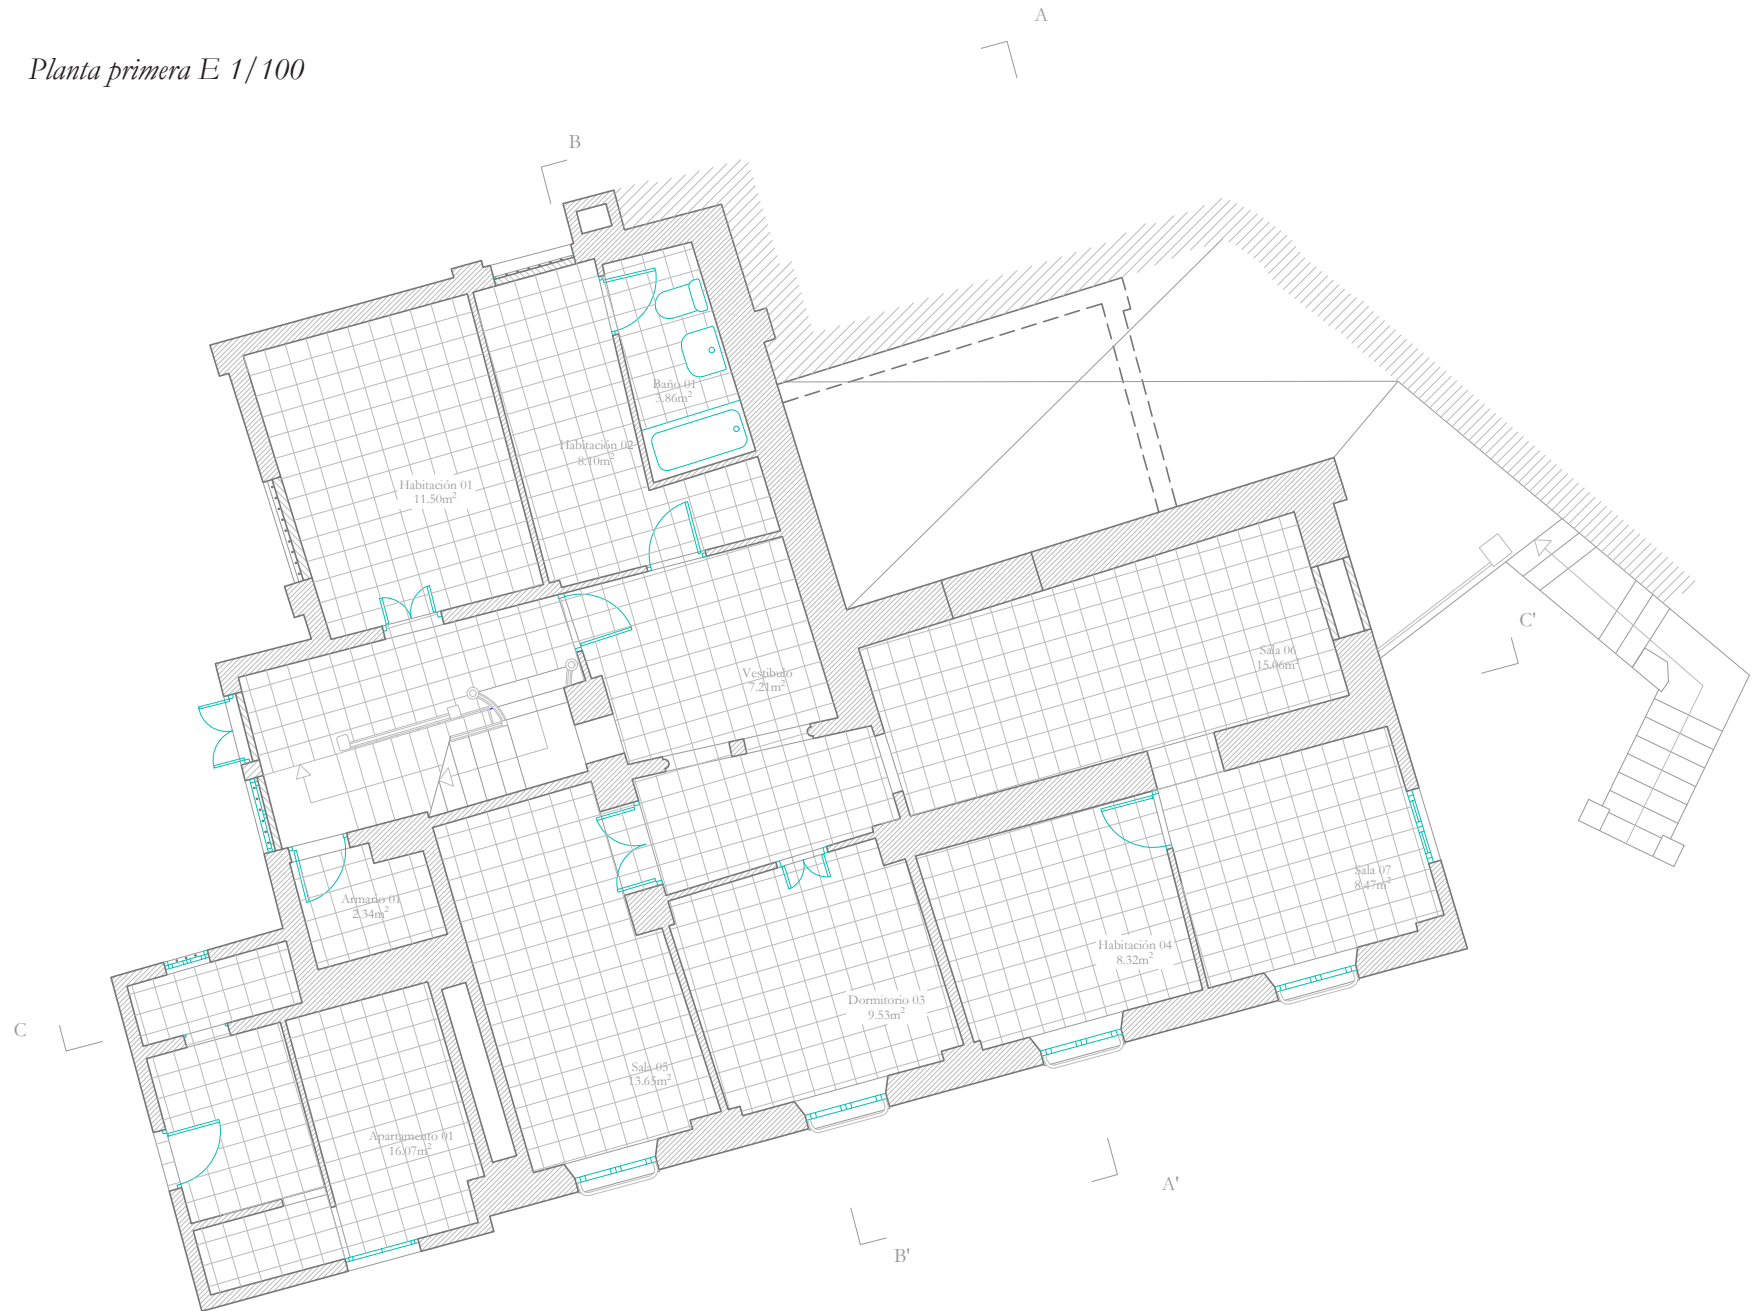 A
Planta primera E 1/100
B
Baño 01
3.86m²
Habitación 02
8.10m²
Habitación 01
11.50m²
C'
Sala 06
15.06m²
Vestíbulo
7.21m²
Sala 07
8.47m²
Armario 01
2.34m²
Habitación 04
8.32m²
Dormitorio 03
9.53m²
C
Sala 05
13.65m²
Apartamento 01
16.07m²
A'
B'